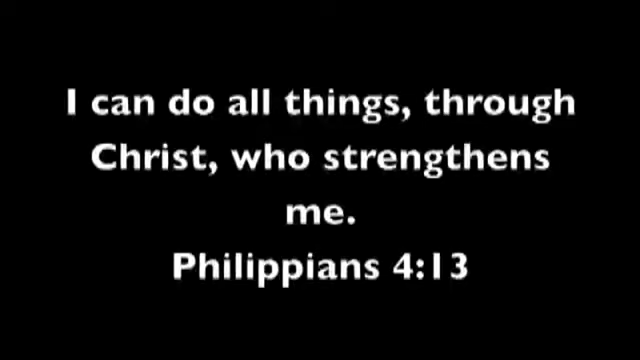 I can do all things, through
Christ, who strengthens
me.
Philippians 4:13